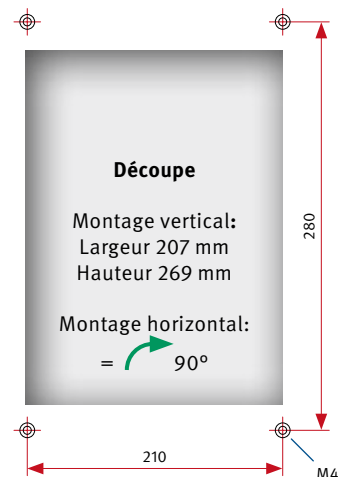 Découpe
Montage vertical:
Largeur 207 mm
Hauteur 269 mm
Montage horizontal:
= 90°
280
210
M4